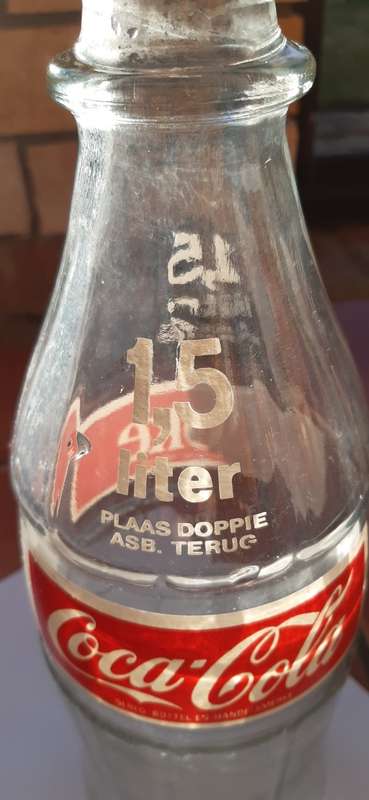 1,5
liter
PLAAS DOPPIE
ASB. TERUG
Coca-Cola